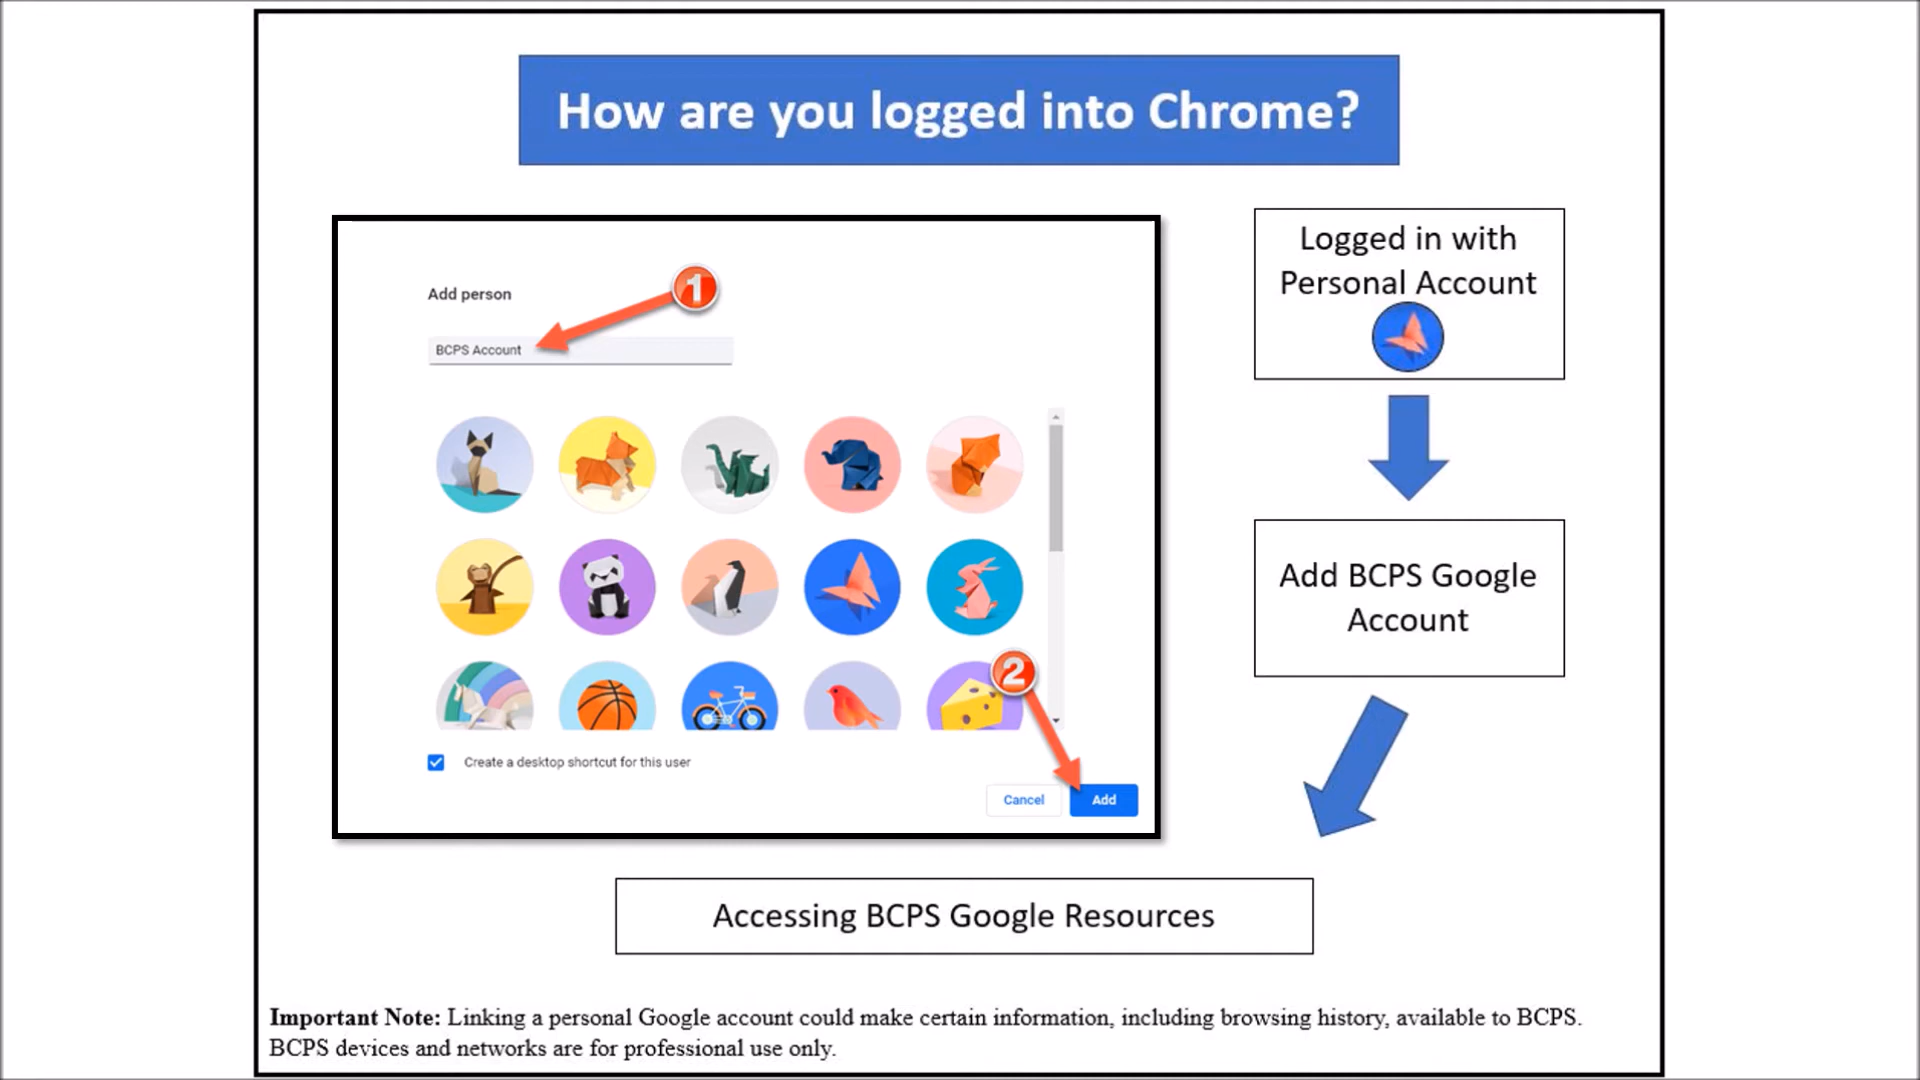 How are you logged into Chrome?
Add person
1
BCPS Account
2
Create a desktop shortcut for this user
Cancel
Add
Logged in with
Personal Account
Add BCPS Google
Account
Accessing BCPS Google Resources
Important Note: Linking a personal Google account could make certain information, including browsing history, available to BCPS.
BCPS devices and networks are for professional use only.